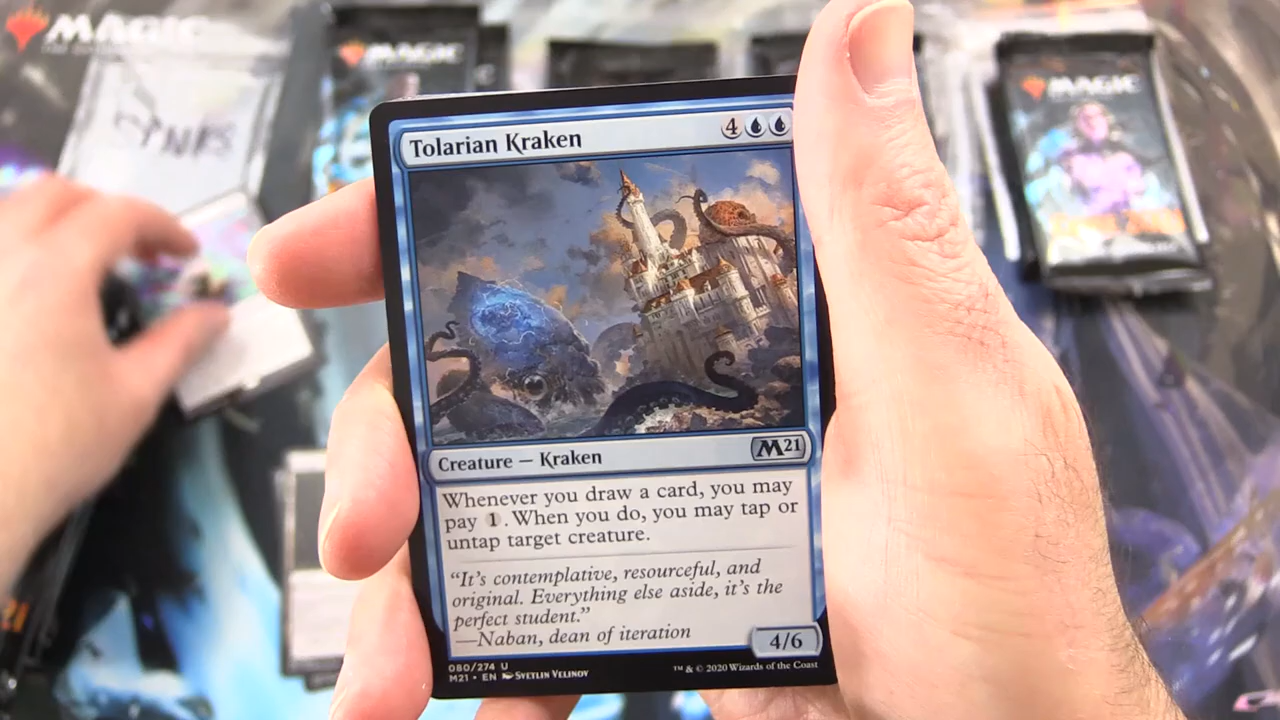 MAGIC
MAGIC
MAGIC
Tolarian Kraken 4
Creature — Kraken M21
Whenever you draw a card, you may
pay 1. When you do, you may tap or
untap target creature.
“It’s contemplative, resourceful, and
original. Everything else aside, it’s the
perfect student.”
—Naban, dean of iteration
4/6
080/274 U
M21 • EN SVETLIN VELINOV
™ & © 2020 Wizards of the Coast
21